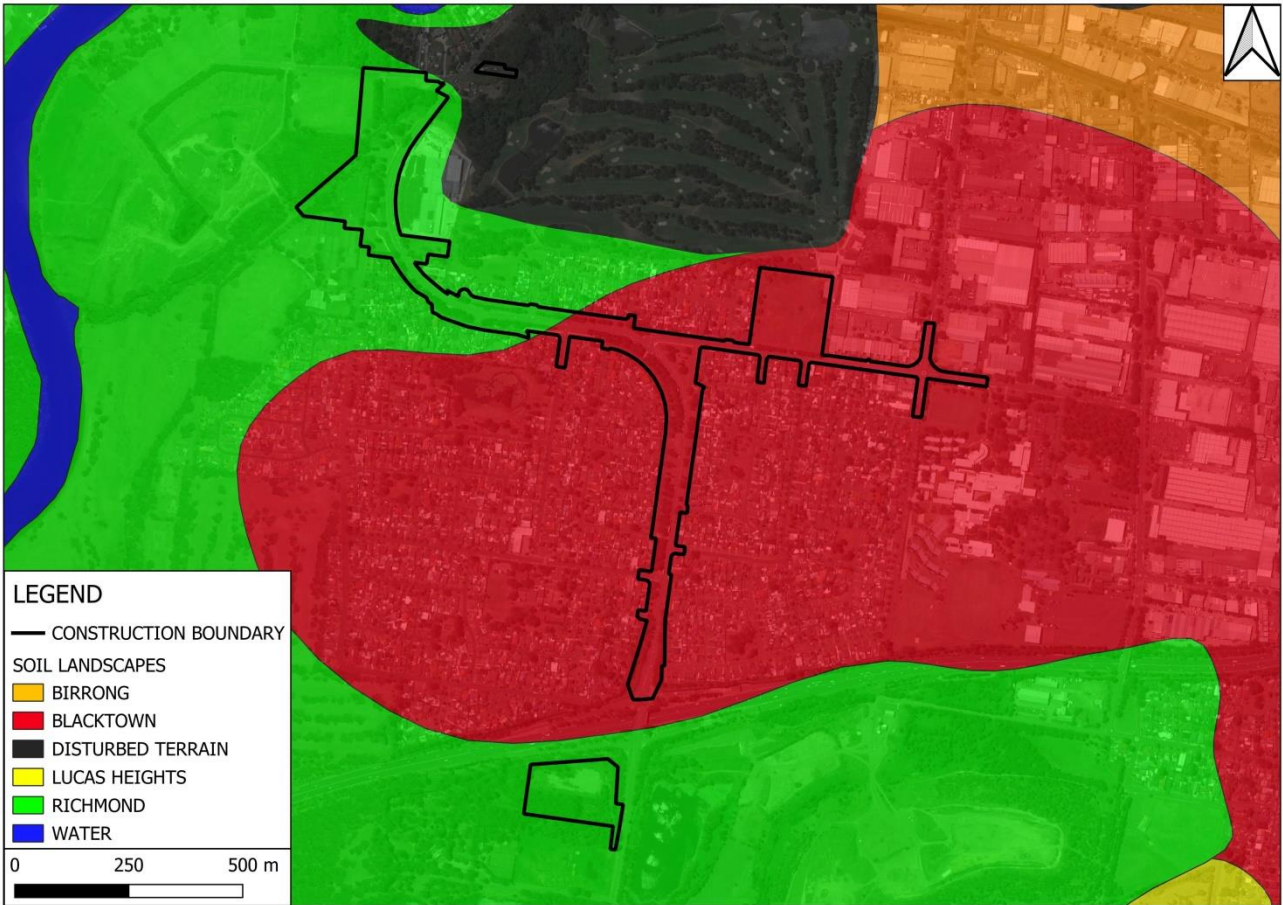 LEGEND
CONSTRUCTION BOUNDARY
SOIL LANDSCAPES
BIRRONG
BLACKTOWN
DISTURBED TERRAIN
LUCAS HEIGHTS
RICHMOND
WATER
0 250 500 m